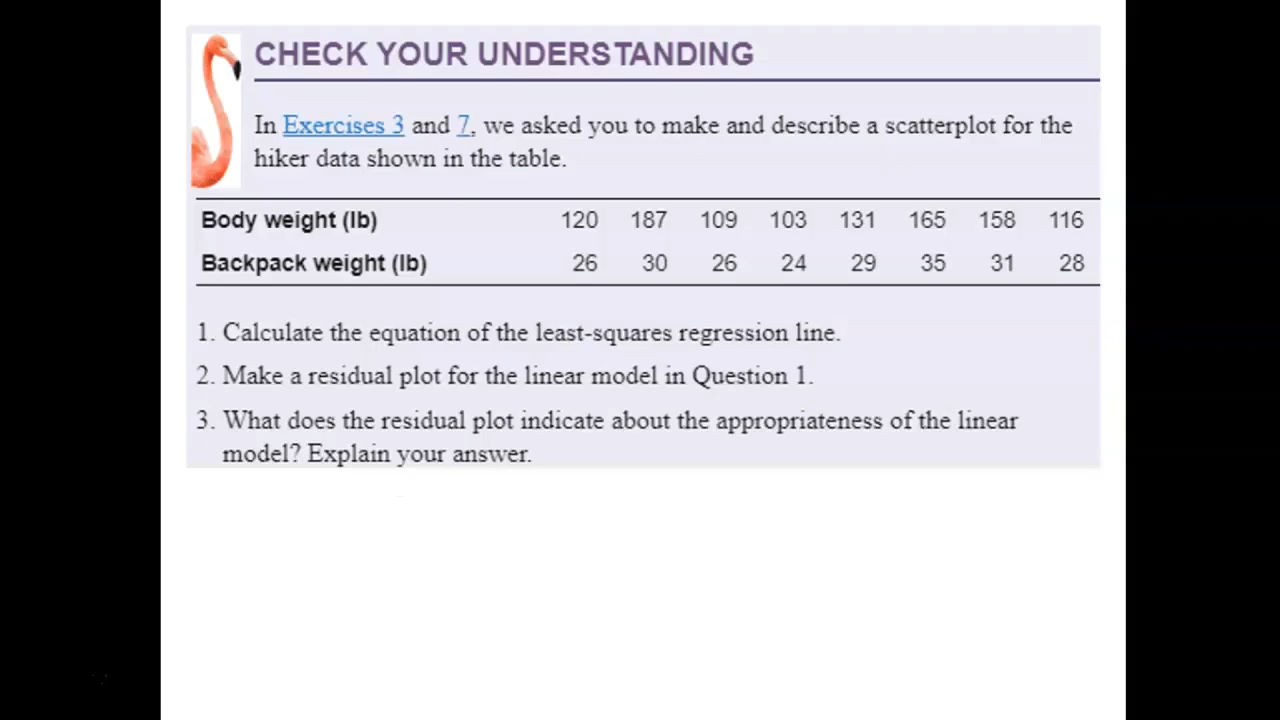 CHECK YOUR UNDERSTANDING
In Exercises 3 and 7, we asked you to make and describe a scatterplot for the
hiker data shown in the table.
Body weight (lb) 120 187 109 103 131 165 158 116
Backpack weight (lb) 26 30 26 24 29 35 31 28
1. Calculate the equation of the least-squares regression line.
2. Make a residual plot for the linear model in Question 1.
3. What does the residual plot indicate about the appropriateness of the linear
model? Explain your answer.